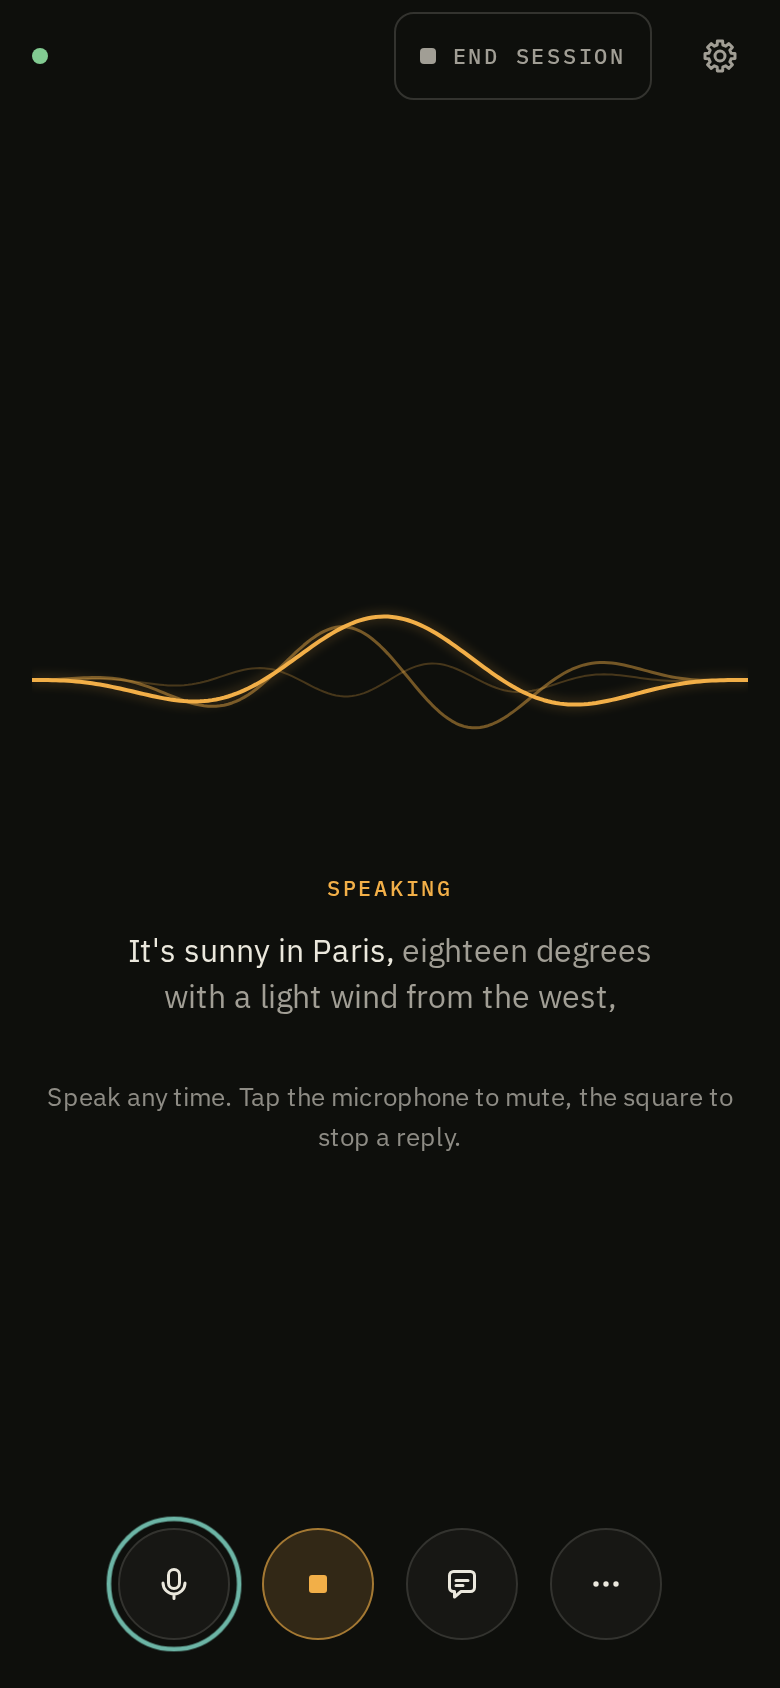 END SESSION
SPEAKING
It's sunny in Paris, eighteen degrees
with a light wind from the west,
Speak any time. Tap the microphone to mute, the square to
stop a reply.